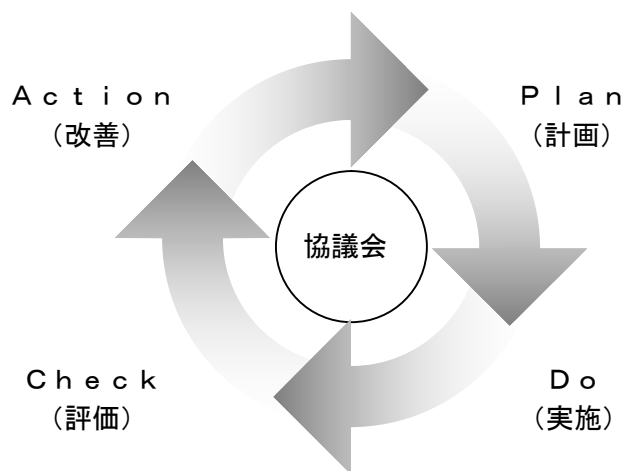 Ａｃｔｉｏｎ
（改善）
Ｐｌａｎ
（計画）
協議会
Ｃｈｅｃｋ
（評価）
Ｄｏ
（実施）